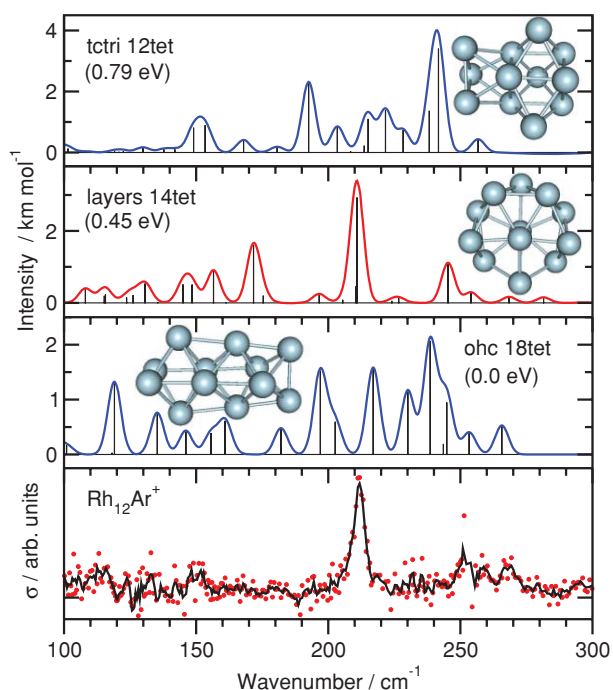 4
tctri 12tet
(0.79 eV)
2
0
layers 14tet
(0.45 eV)
2
0
Intensity / km mol⁻¹
ohc 18tet
(0.0 eV)
2
0
Rh₁₂Ar⁺
σ / arb. units
100 150 200 250 300
Wavenumber / cm⁻¹